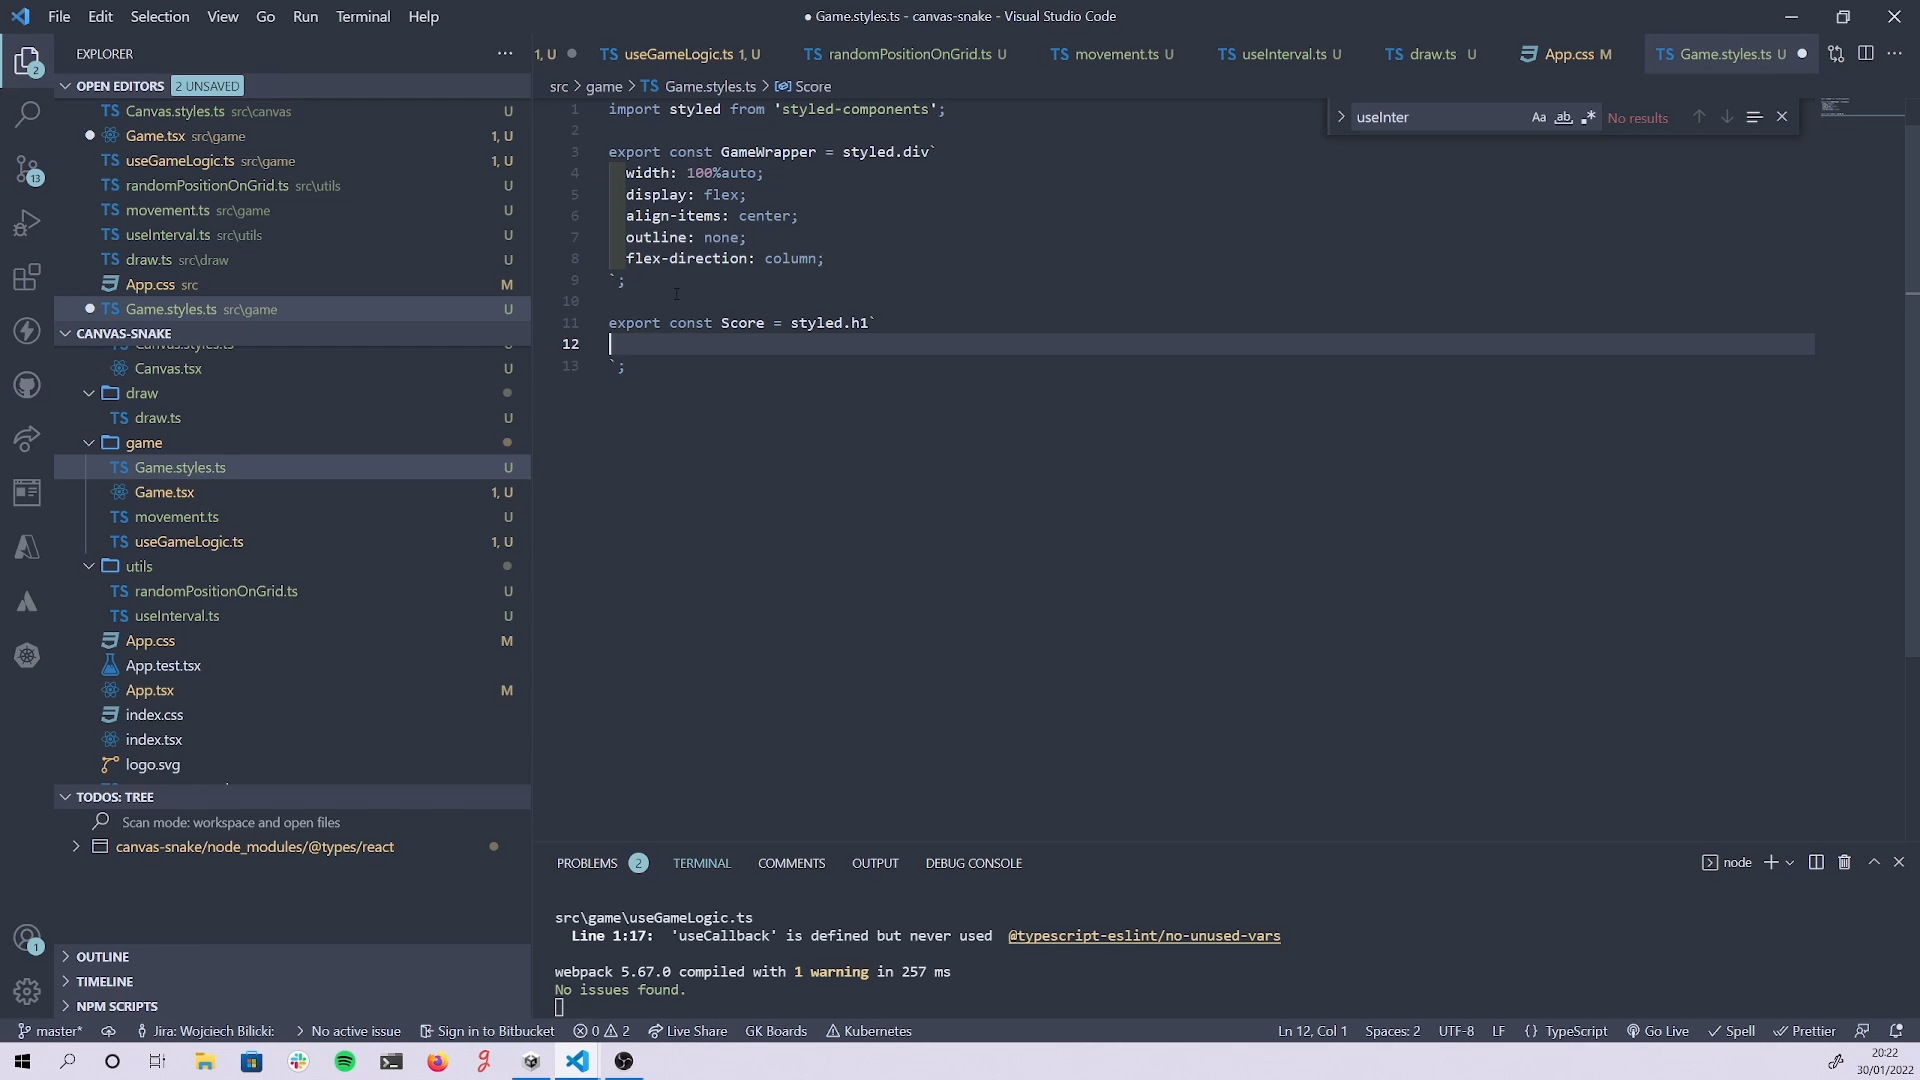 File Edit Selection View Go Run Terminal Help
● Game.styles.ts - canvas-snake - Visual Studio Code
EXPLORER
OPEN EDITORS 2 UNSAVED
TS Canvas.styles.ts src\canvas U
Game.tsx src\game 1, U
useGameLogic.ts src\game 1, U
TS randomPositionOnGrid.ts src\utils U
TS movement.ts src\game U
TS useInterval.ts src\utils U
TS draw.ts src\draw U
App.css src M
TS Game.styles.ts src\game U
CANVAS-SNAKE
Canvas.styles.ts
Canvas.tsx U
draw
TS draw.ts U
game
TS Game.styles.ts U
Game.tsx 1, U
TS movement.ts U
TS useGameLogic.ts 1, U
utils
TS randomPositionOnGrid.ts U
TS useInterval.ts U
App.css M
App.test.tsx
App.tsx M
index.css
index.tsx
logo.svg
TODOS: TREE
Scan mode: workspace and open files
canvas-snake/node_modules/@types/react
OUTLINE
TIMELINE
NPM SCRIPTS
2
13
1
1, U TS useGameLogic.ts 1, U TS randomPositionOnGrid.ts U TS movement.ts U TS useInterval.ts U TS draw.ts U App.css M TS Game.styles.ts U
src > game > TS Game.styles.ts > Score
useInter Aa ab No results
1 import styled from 'styled-components';
2
3 export const GameWrapper = styled.div`
4 width: 100%auto;
5 display: flex;
6 align-items: center;
7 outline: none;
8 flex-direction: column;
9 `;
10
11 export const Score = styled.h1`
12
13 `;
PROBLEMS 2 TERMINAL COMMENTS OUTPUT DEBUG CONSOLE node
src\game\useGameLogic.ts
Line 1:17: 'useCallback' is defined but never used @typescript-eslint/no-unused-vars
webpack 5.67.0 compiled with 1 warning in 257 ms
No issues found.
master* Jira: Wojciech Bilicki: No active issue Sign in to Bitbucket 0 2 Live Share GK Boards Kubernetes Ln 12, Col 1 Spaces: 2 UTF-8 LF {} TypeScript Go Live Spell Prettier
20:22
30/01/2022